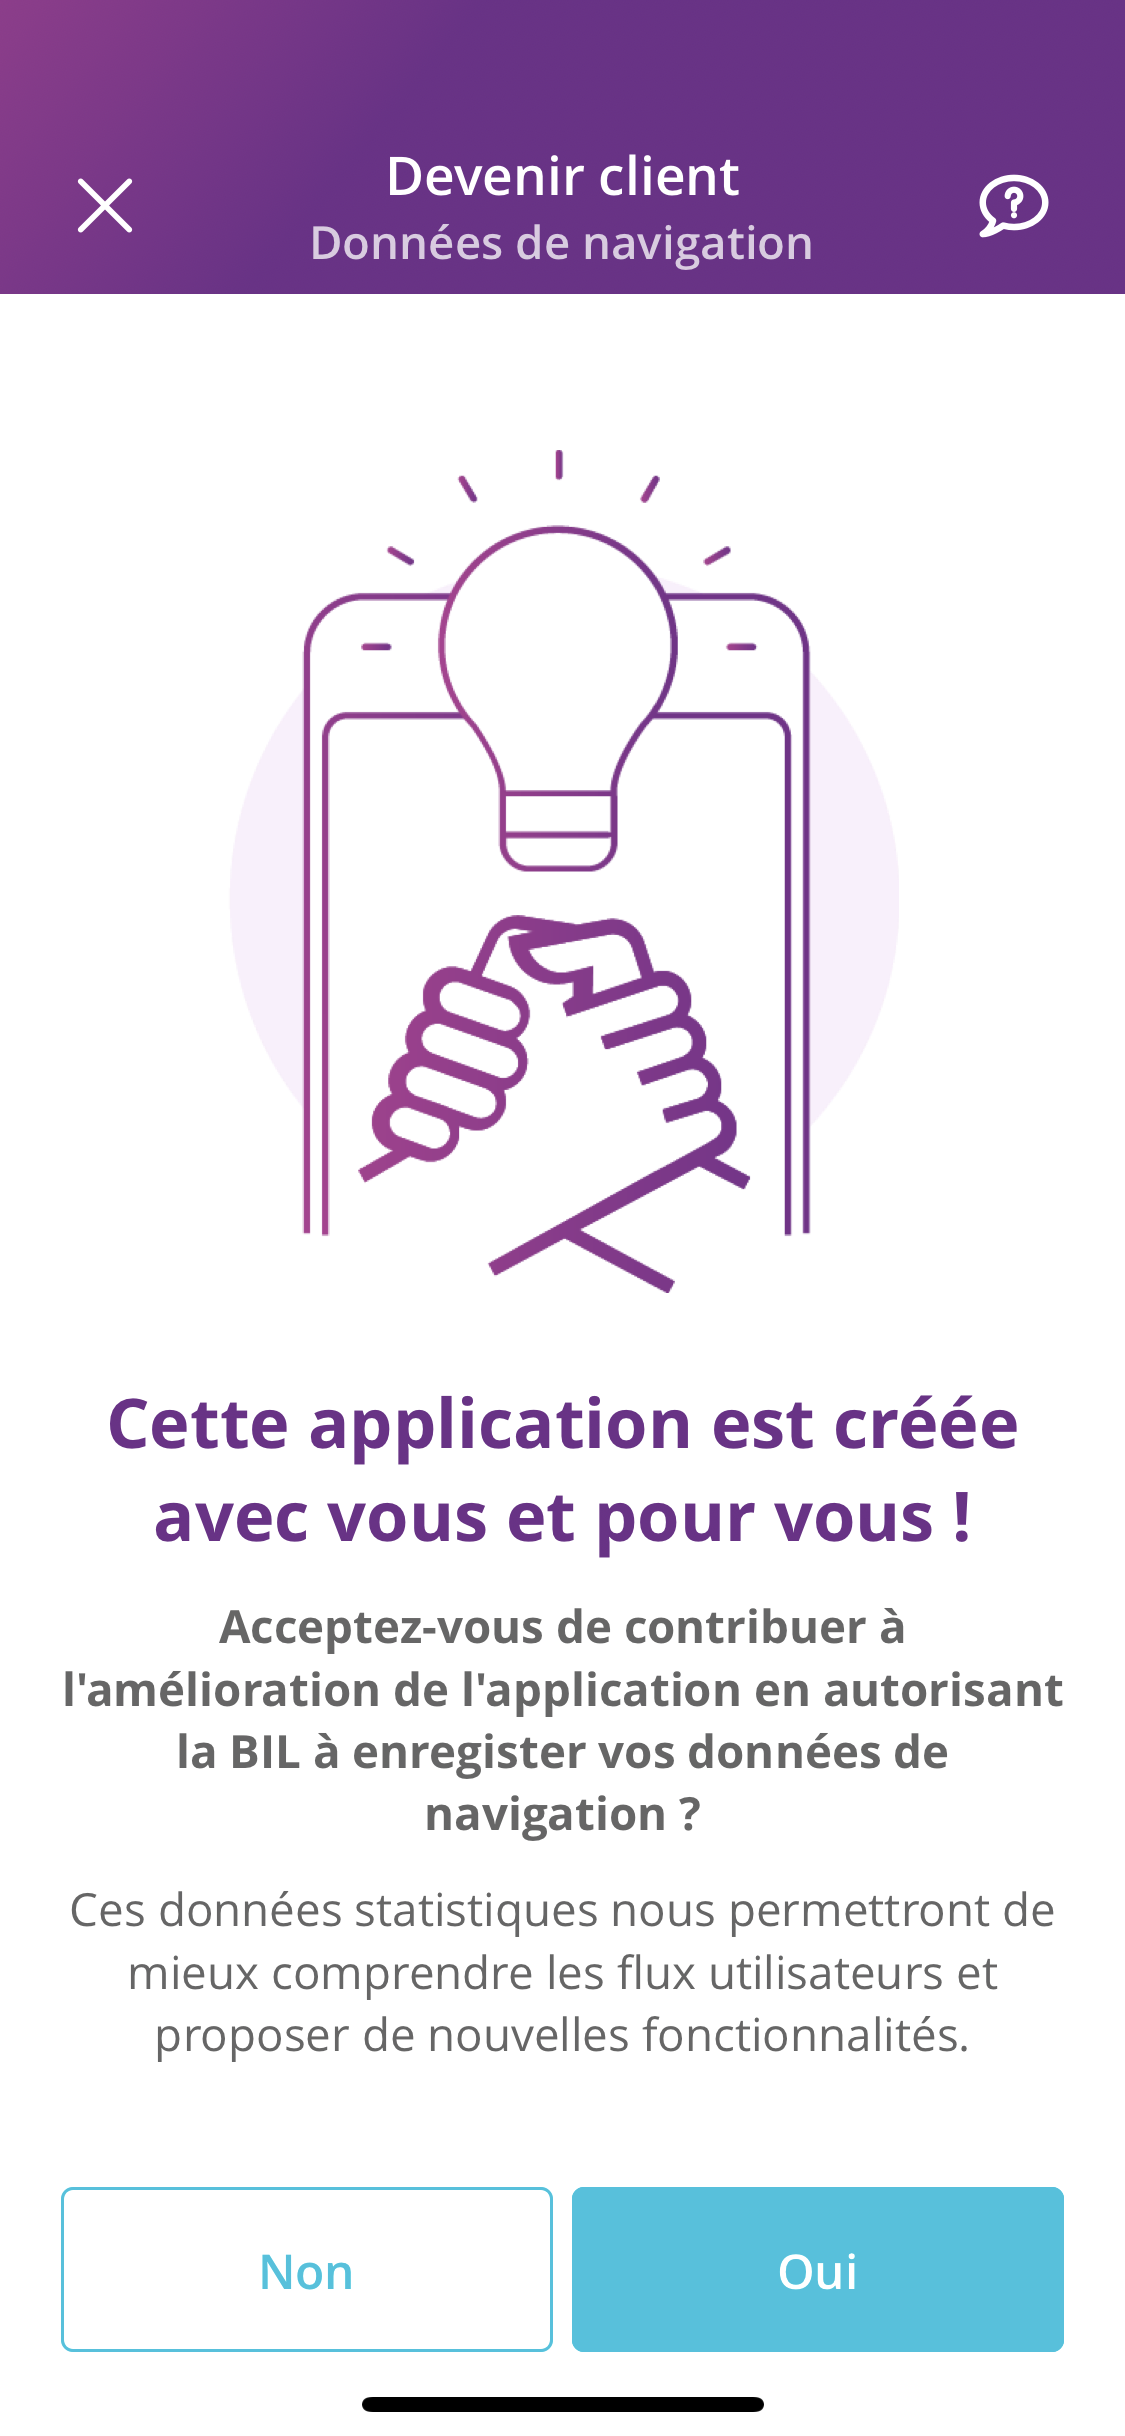 Devenir client
Données de navigation
?
Cette application est créée
avec vous et pour vous !
Acceptez-vous de contribuer à
l'amélioration de l'application en autorisant
la BIL à enregister vos données de
navigation ?
Ces données statistiques nous permettront de
mieux comprendre les flux utilisateurs et
proposer de nouvelles fonctionnalités.
Non
Oui